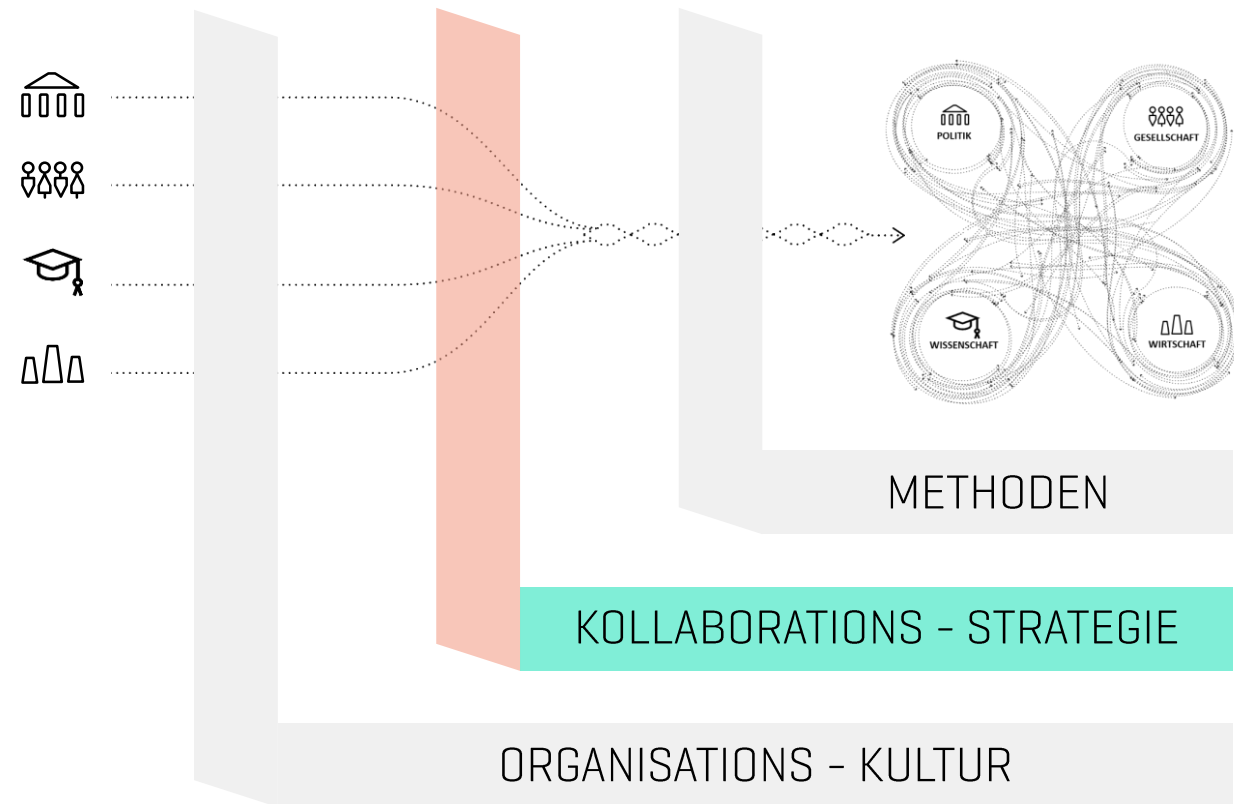 POLITIK
GESELLSCHAFT
WISSENSCHAFT
WIRTSCHAFT
METHODEN
KOLLABORATIONS - STRATEGIE
ORGANISATIONS - KULTUR